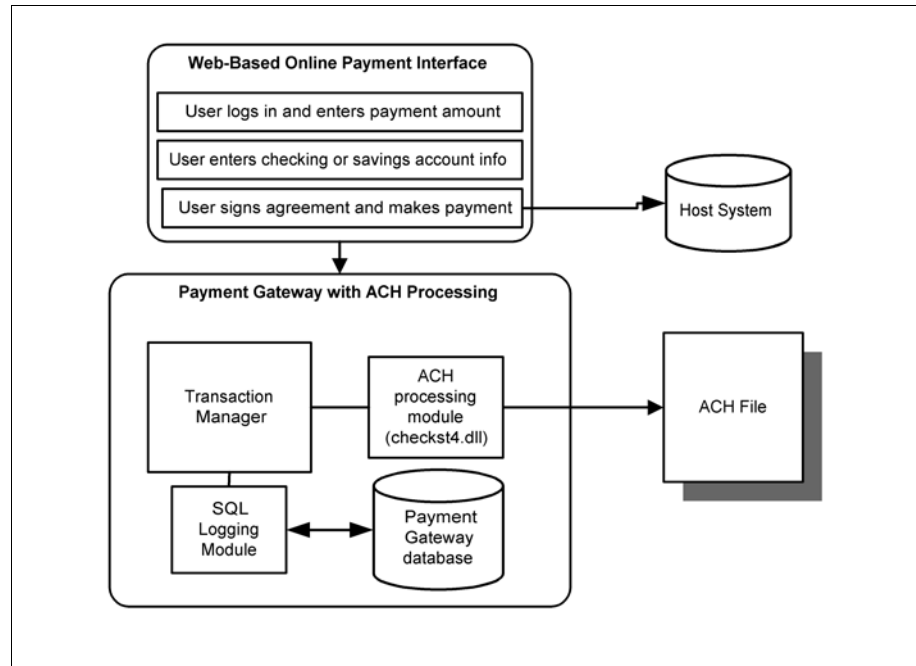 Web-Based Online Payment Interface
User logs in and enters payment amount
User enters checking or savings account info
User signs agreement and makes payment
Host System
Payment Gateway with ACH Processing
Transaction
Manager
ACH
processing
module
(checkst4.dll)
ACH File
SQL
Logging
Module
Payment
Gateway
database